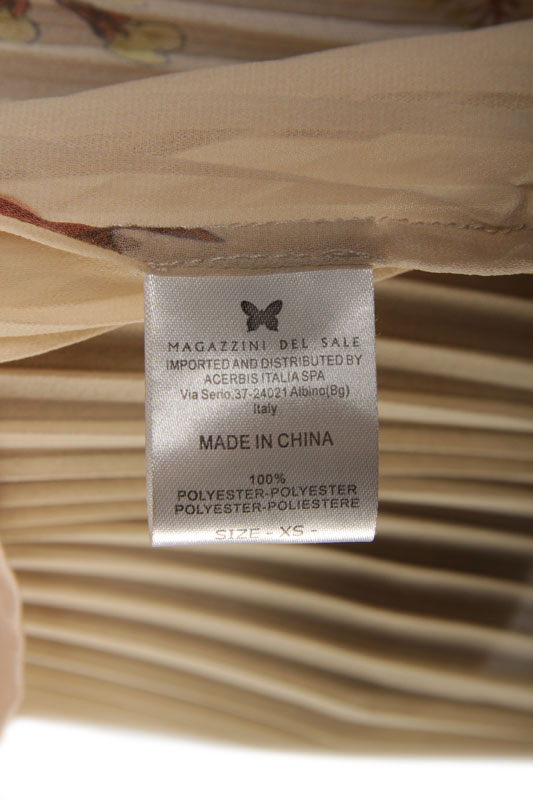 MAGAZZINI DEL SALE
IMPORTED AND DISTRIBUTED BY
ACERBIS ITALIA SPA
Via Serio,37-24021 Albino(Bg)
Italy
MADE IN CHINA
100%
POLYESTER-POLYESTER
POLYESTER-POLIESTERE
SIZE - XS -